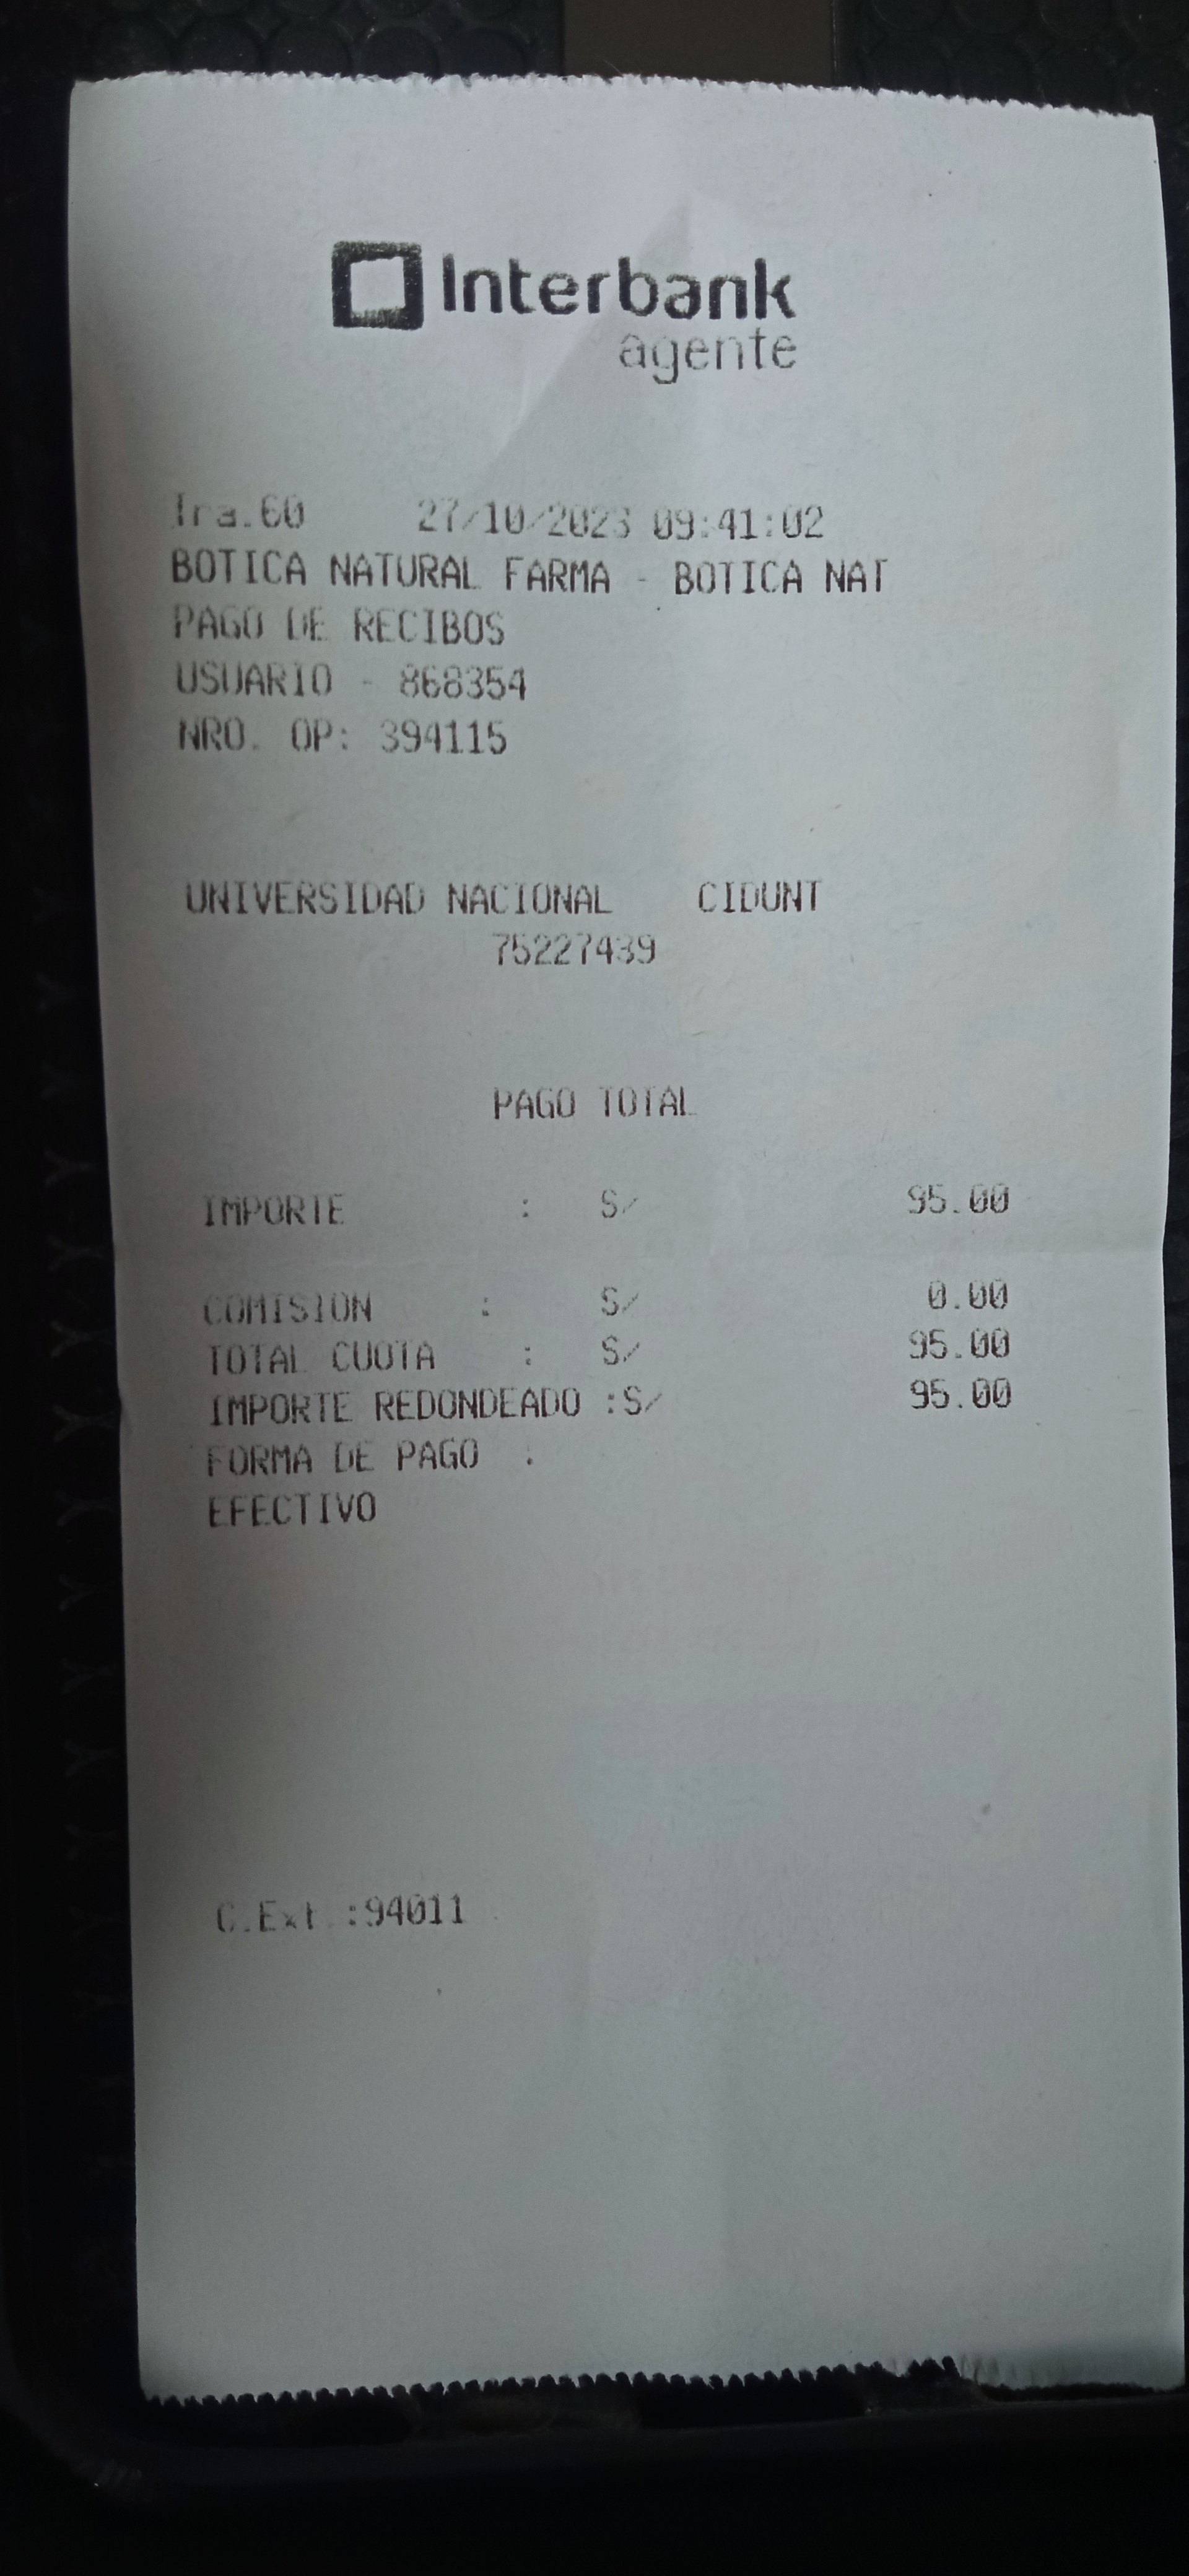 Interbank
agente
Tra.60 27/10/2023 09:41:02
BOTICA NATURAL FARMA - BOTICA NAT
PAGO DE RECIBOS
USUARIO - 868354
NRO. OP: 394115
UNIVERSIDAD NACIONAL CIDUNT
75227439
PAGO TOTAL
IMPORTE : S/ 95.00
COMISION : S/ 0.00
TOTAL CUOTA : S/ 95.00
IMPORTE REDONDEADO :S/ 95.00
FORMA DE PAGO :
EFECTIVO
C.Ext.:94011